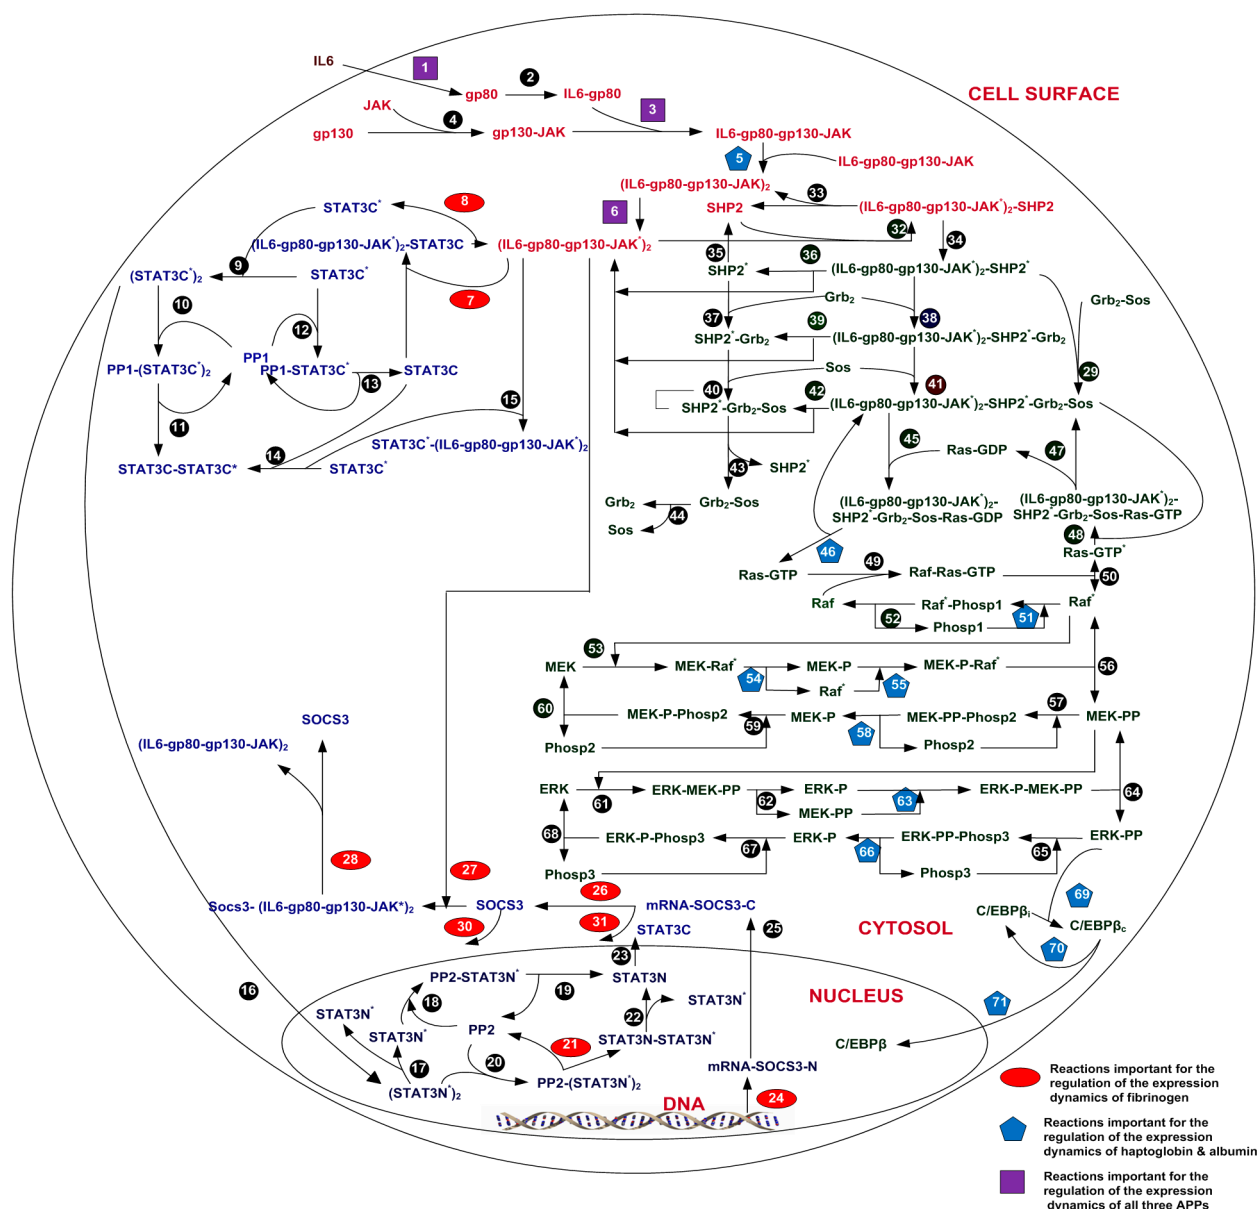 IL6
1
2
gp80
IL6-gp80
CELL SURFACE
JAK
3
4
gp130
gp130-JAK
IL6-gp80-gp130-JAK
5
IL6-gp80-gp130-JAK
(IL6-gp80-gp130-JAK)2
33
8
STAT3C*
6
SHP2
(IL6-gp80-gp130-JAK*)2-SHP2
32
(IL6-gp80-gp130-JAK*)2-STAT3C
(IL6-gp80-gp130-JAK*)2
34
35
36
9
(STAT3C*)2
STAT3C*
SHP2*
(IL6-gp80-gp130-JAK*)2-SHP2*
7
Grb2
Grb2-Sos
10
12
37
39
38
SHP2*-Grb2
(IL6-gp80-gp130-JAK*)2-SHP2*-Grb2
PP1
PP1-(STAT3C*)2
PP1-STAT3C*
13
STAT3C
Sos
29
40
42
41
15
SHP2*-Grb2-Sos
(IL6-gp80-gp130-JAK*)2-SHP2*-Grb2-Sos
11
STAT3C*-(IL6-gp80-gp130-JAK*)2
45
Ras-GDP
47
14
STAT3C-STAT3C*
STAT3C*
43
SHP2*
Grb2
Grb2-Sos
(IL6-gp80-gp130-JAK*)2-
SHP2*-Grb2-Sos-Ras-GDP
(IL6-gp80-gp130-JAK*)2-
SHP2*-Grb2-Sos-Ras-GTP
44
Sos
48
46
Ras-GTP*
49
Ras-GTP
Raf-Ras-GTP
50
Raf
Raf*-Phosp1
Raf*
52
51
Phosp1
53
MEK
MEK-Raf*
MEK-P
MEK-P-Raf*
56
54
55
Raf*
60
MEK-P-Phosp2
MEK-P
MEK-PP-Phosp2
57
MEK-PP
59
58
Phosp2
Phosp2
SOCS3
(IL6-gp80-gp130-JAK)2
ERK
61
ERK-MEK-PP
62
ERK-P
63
ERK-P-MEK-PP
64
MEK-PP
68
ERK-P-Phosp3
ERK-P
ERK-PP-Phosp3
ERK-PP
67
66
65
28
27
Phosp3
Phosp3
26
69
Socs3- (IL6-gp80-gp130-JAK*)2
SOCS3
mRNA-SOCS3-C
C/EBPβi
30
31
25
CYTOSOL
C/EBPβc
STAT3C
70
23
PP2-STAT3N*
STAT3N
NUCLEUS
16
18
19
STAT3N*
71
STAT3N*
STAT3N*
PP2
22
STAT3N-STAT3N*
C/EBPβ
21
17
20
mRNA-SOCS3-N
(STAT3N*)2
PP2-(STAT3N*)2
DNA
24
Reactions important for the
regulation of the expression
dynamics of fibrinogen
Reactions important for the
regulation of the expression
dynamics of haptoglobin & albumin
Reactions important for the
regulation of the expression
dynamics of all three APPs